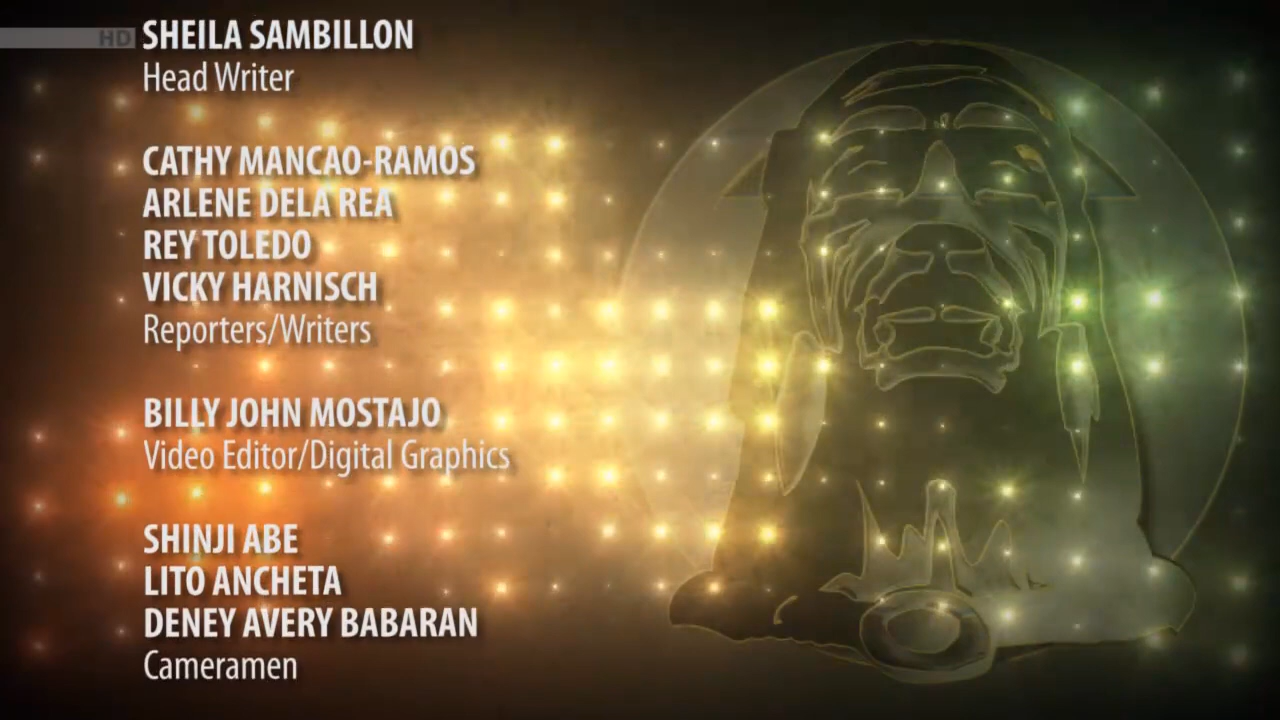 HD
SHEILA SAMBILLON
Head Writer
CATHY MANCAO-RAMOS
ARLENE DELA REA
REY TOLEDO
VICKY HARNISCH
Reporters/Writers
BILLY JOHN MOSTAJO
Video Editor/Digital Graphics
SHINJI ABE
LITO ANCHETA
DENEY AVERY BABARAN
Cameramen